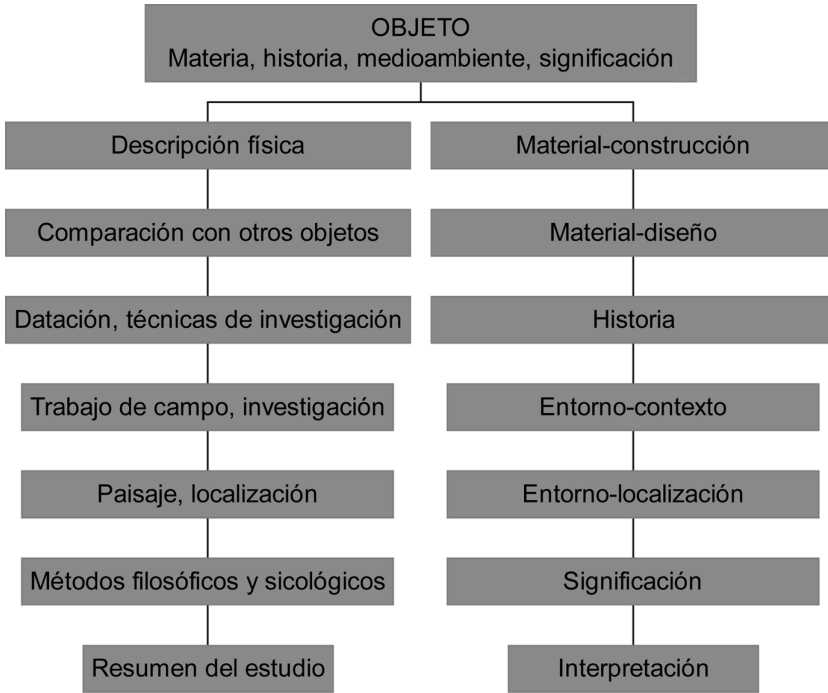 OBJETO
Materia, historia, medioambiente, significación
Descripción física
Material-construcción
Comparación con otros objetos
Material-diseño
Datación, técnicas de investigación
Historia
Trabajo de campo, investigación
Entorno-contexto
Paisaje, localización
Entorno-localización
Métodos filosóficos y sicológicos
Significación
Resumen del estudio
Interpretación